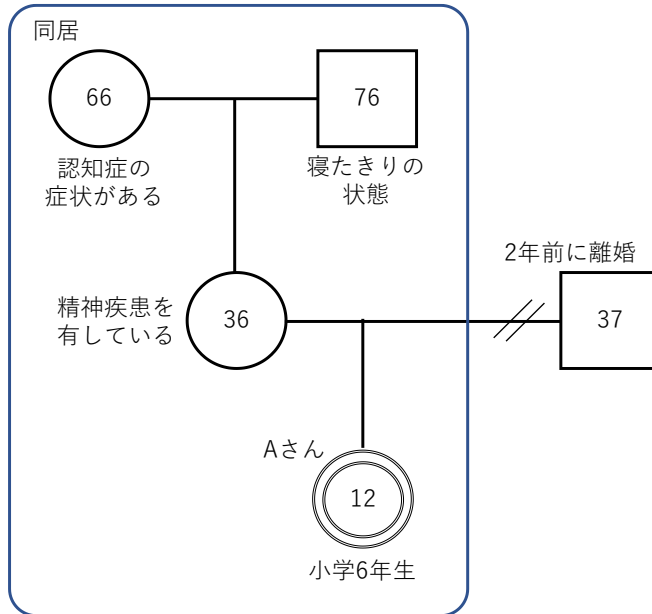 同居
66
76
認知症の
症状がある
寝たきりの
状態
2年前に離婚
精神疾患を
有している
36
37
Aさん
12
小学6年生